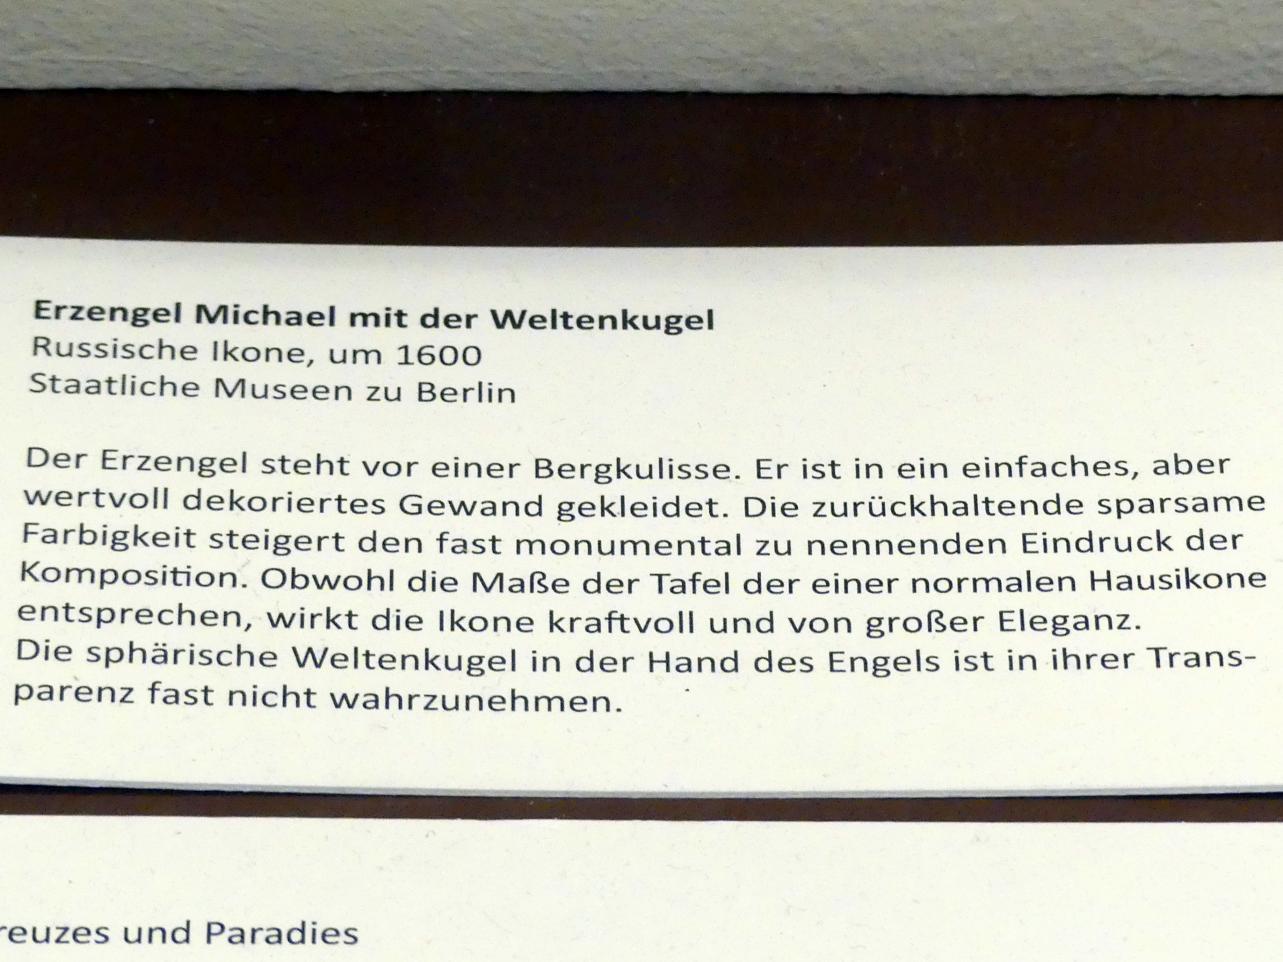 Erzengel Michael mit der Weltenkugel
Russische Ikone, um 1600
Staatliche Museen zu Berlin
Der Erzengel steht vor einer Bergkulisse. Er ist in ein einfaches, aber
wertvoll dekoriertes Gewand gekleidet. Die zurückhaltende sparsame
Farbigkeit steigert den fast monumental zu nennenden Eindruck der
Komposition. Obwohl die Maße der Tafel der einer normalen Hausikone
entsprechen, wirkt die Ikone kraftvoll und von großer Eleganz.
Die sphärische Weltenkugel in der Hand des Engels ist in ihrer Trans-
parenz fast nicht wahrzunehmen.
reuzes und Paradies